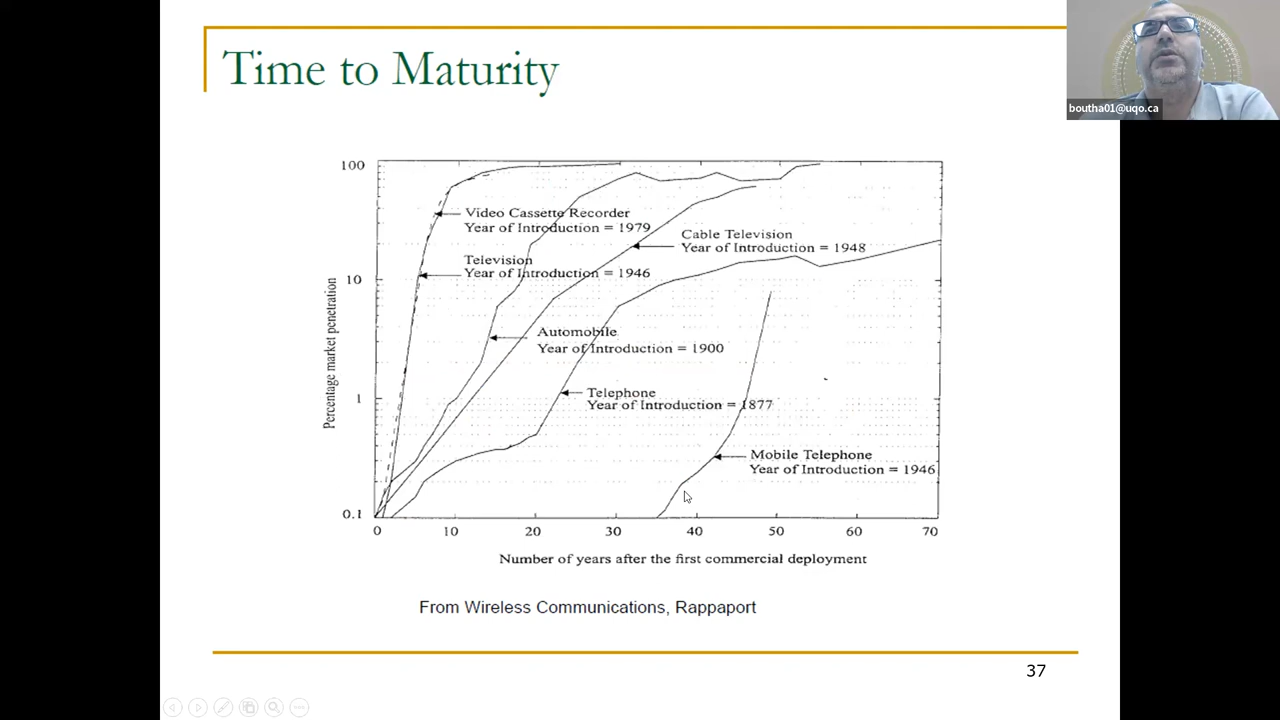 Time to Maturity
boutha01@uqo.ca
100
10
1
0.1
Percentage market penetration
Video Cassette Recorder
Year of Introduction = 1979
Television
Year of Introduction = 1946
Cable Television
Year of Introduction = 1948
Automobile
Year of Introduction = 1900
Telephone
Year of Introduction = 1877
Mobile Telephone
Year of Introduction = 1946
0 10 20 30 40 50 60 70
Number of years after the first commercial deployment
From Wireless Communications, Rappaport
37